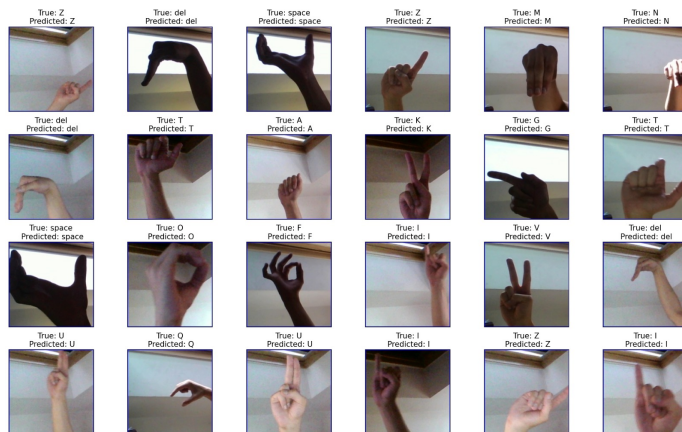 True: Z
Predicted: Z
True: del
Predicted: del
True: space
Predicted: space
True: Z
Predicted: Z
True: M
Predicted: M
True: N
Predicted: N
True: del
Predicted: del
True: T
Predicted: T
True: A
Predicted: A
True: K
Predicted: K
True: G
Predicted: G
True: T
Predicted: T
True: space
Predicted: space
True: O
Predicted: O
True: F
Predicted: F
True: I
Predicted: I
True: V
Predicted: V
True: del
Predicted: del
True: U
Predicted: U
True: Q
Predicted: Q
True: U
Predicted: U
True: I
Predicted: I
True: Z
Predicted: Z
True: I
Predicted: I